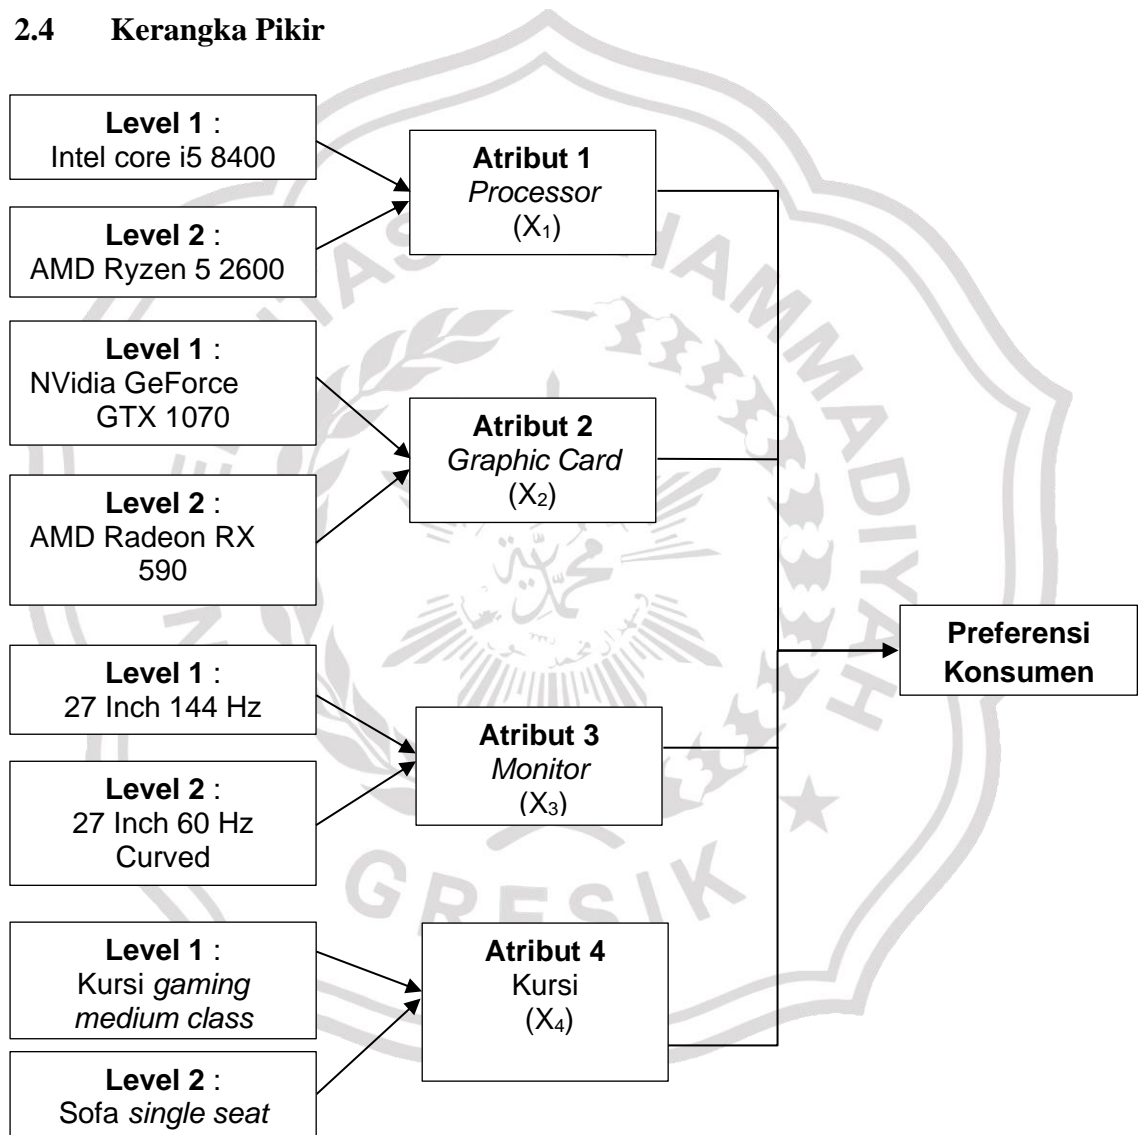 2.4 Kerangka Pikir
Level 1 :
Intel core i5 8400
Level 2 :
AMD Ryzen 5 2600
Atribut 1
Processor
(X₁)
Level 1 :
NVidia GeForce
GTX 1070
Level 2 :
AMD Radeon RX
590
Atribut 2
Graphic Card
(X₂)
Level 1 :
27 Inch 144 Hz
Level 2 :
27 Inch 60 Hz
Curved
Atribut 3
Monitor
(X₃)
Level 1 :
Kursi gaming
medium class
Level 2 :
Sofa single seat
Atribut 4
Kursi
(X₄)
Preferensi
Konsumen
GRESIK